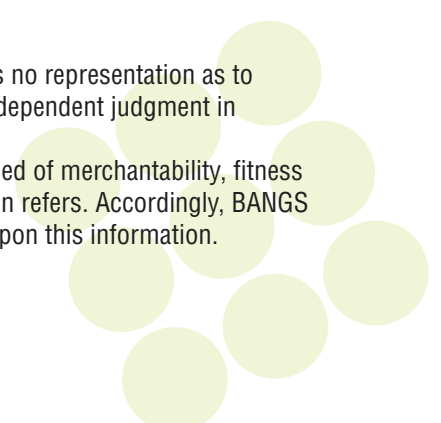 s no representation as to
dependent judgment in
ed of merchantability, fitness
n refers. Accordingly, BANGS
pon this information.